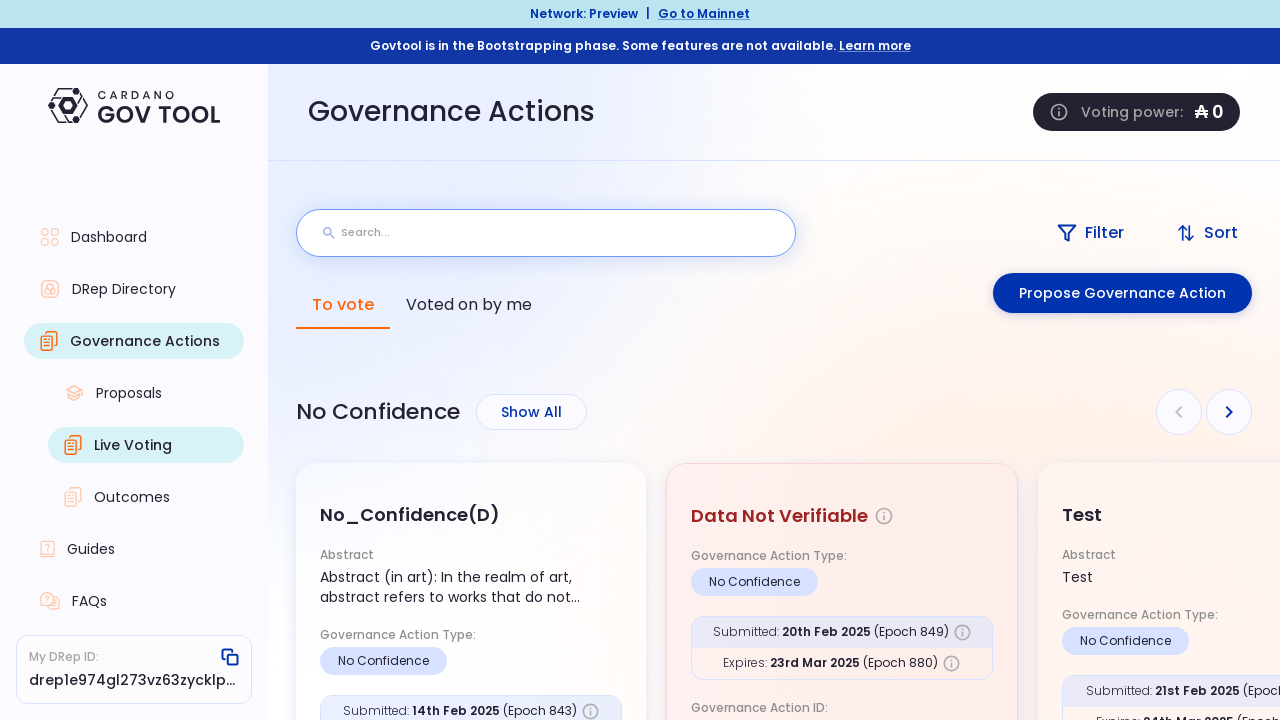 Network: Preview | Go to Mainnet
Govtool is in the Bootstrapping phase. Some features are not available. Learn more
CARDANO
GOV TOOL
Governance Actions
Voting power: ₳ 0
Dashboard
DRep Directory
Governance Actions
Proposals
Live Voting
Outcomes
Guides
FAQs
My DRep ID:
drep1e974gl273vz63zycklp...
Search...
Filter
Sort
To vote
Voted on by me
Propose Governance Action
No Confidence
Show All
No_Confidence(D)
Abstract
Abstract (in art): In the realm of art,
abstract refers to works that do not...
Governance Action Type:
No Confidence
Submitted: 14th Feb 2025 (Epoch 843)
Data Not Verifiable
Governance Action Type:
No Confidence
Submitted: 20th Feb 2025 (Epoch 849)
Expires: 23rd Mar 2025 (Epoch 880)
Governance Action ID:
Test
Abstract
Test
Governance Action Type:
No Confidence
Submitted: 21st Feb 2025 (Epoch